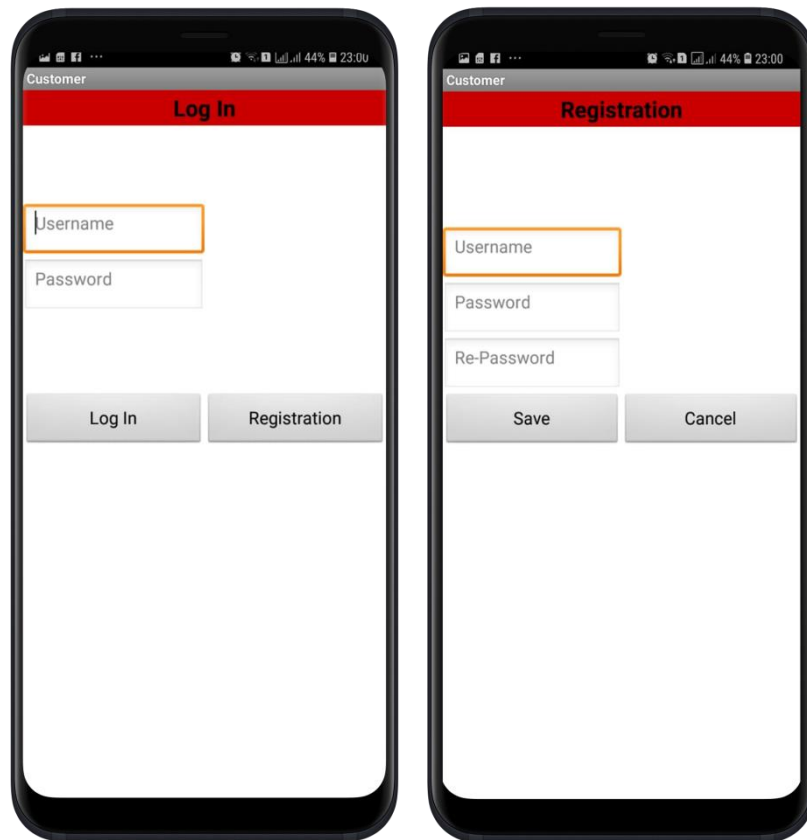 44% 23:00
Customer
Log In
Username
Password
Log In Registration
44% 23:00
Customer
Registration
Username
Password
Re-Password
Save Cancel